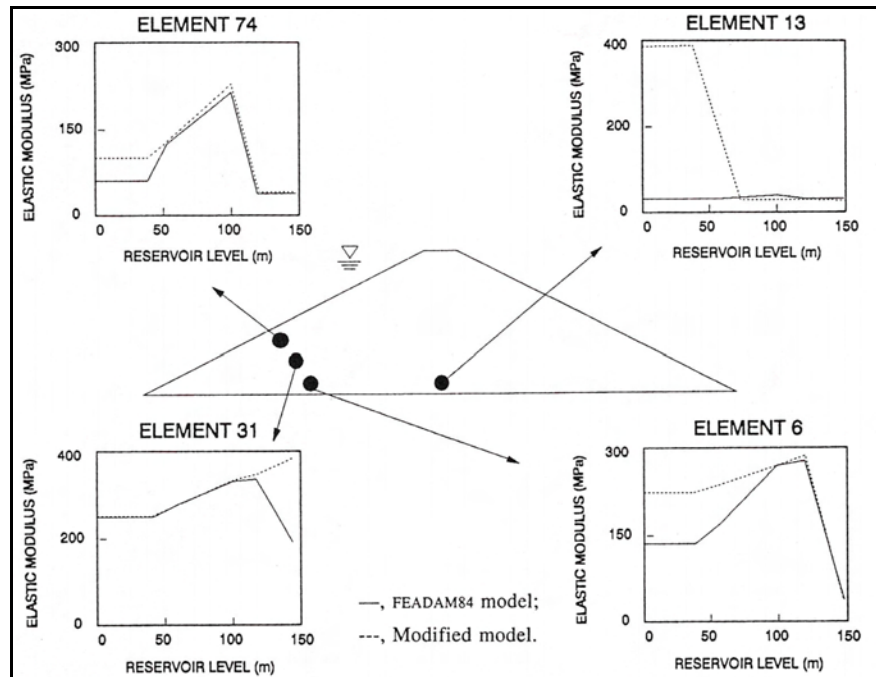 ELEMENT 74
300
150
0
ELASTIC MODULUS (MPa)
0 50 100 150
RESERVOIR LEVEL (m)
ELEMENT 13
400
200
0
ELASTIC MODULUS (MPa)
0 50 100 150
RESERVOIR LEVEL (m)
ELEMENT 31
400
200
0
ELASTIC MODULUS (MPa)
0 50 100 150
RESERVOIR LEVEL (m)
ELEMENT 6
300
150
0
ELASTIC MODULUS (MPa)
0 50 100 150
RESERVOIR LEVEL (m)
—, FEADAM84 model;
---, Modified model.